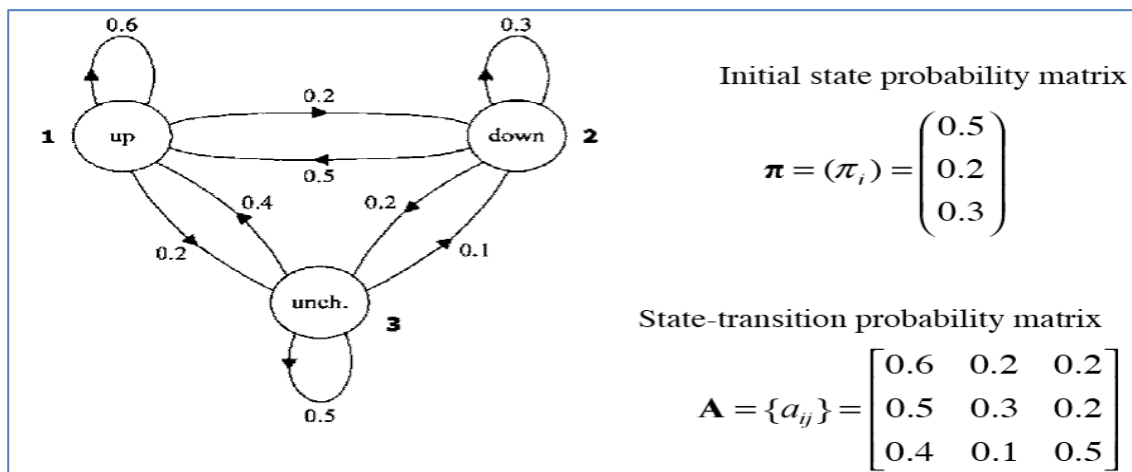 0.6
0.3
0.2
1 up down 2
0.5
0.4 0.2
0.2 0.1
unch. 3
0.5
Initial state probability matrix
π = (π_i) = (0.5
0.2
0.3)
State-transition probability matrix
A = {a_ij} = [0.6 0.2 0.2
0.5 0.3 0.2
0.4 0.1 0.5]